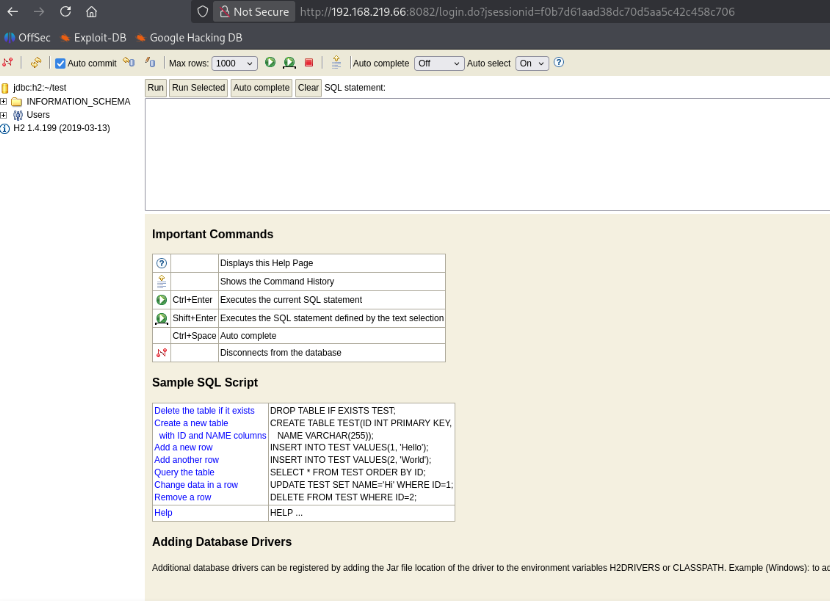 Not Secure http://192.168.219.66:8082/login.do?jsessionid=f0b7d61aad38dc70d5aa5c42c458c706
OffSec Exploit-DB Google Hacking DB
Auto commit Max rows: 1000 Auto complete Off Auto select On
jdbc:h2:~/test
INFORMATION_SCHEMA
Users
H2 1.4.199 (2019-03-13)
Run Run Selected Auto complete Clear SQL statement:
Important Commands
Displays this Help Page
Shows the Command History
Ctrl+Enter Executes the current SQL statement
Shift+Enter Executes the SQL statement defined by the text selection
Ctrl+Space Auto complete
Disconnects from the database
Sample SQL Script
Delete the table if it exists DROP TABLE IF EXISTS TEST;
Create a new table CREATE TABLE TEST(ID INT PRIMARY KEY,
with ID and NAME columns NAME VARCHAR(255));
Add a new row INSERT INTO TEST VALUES(1, 'Hello');
Add another row INSERT INTO TEST VALUES(2, 'World');
Query the table SELECT * FROM TEST ORDER BY ID;
Change data in a row UPDATE TEST SET NAME='Hi' WHERE ID=1;
Remove a row DELETE FROM TEST WHERE ID=2;
Help HELP ...
Adding Database Drivers
Additional database drivers can be registered by adding the Jar file location of the driver to the environment variables H2DRIVERS or CLASSPATH. Example (Windows): to